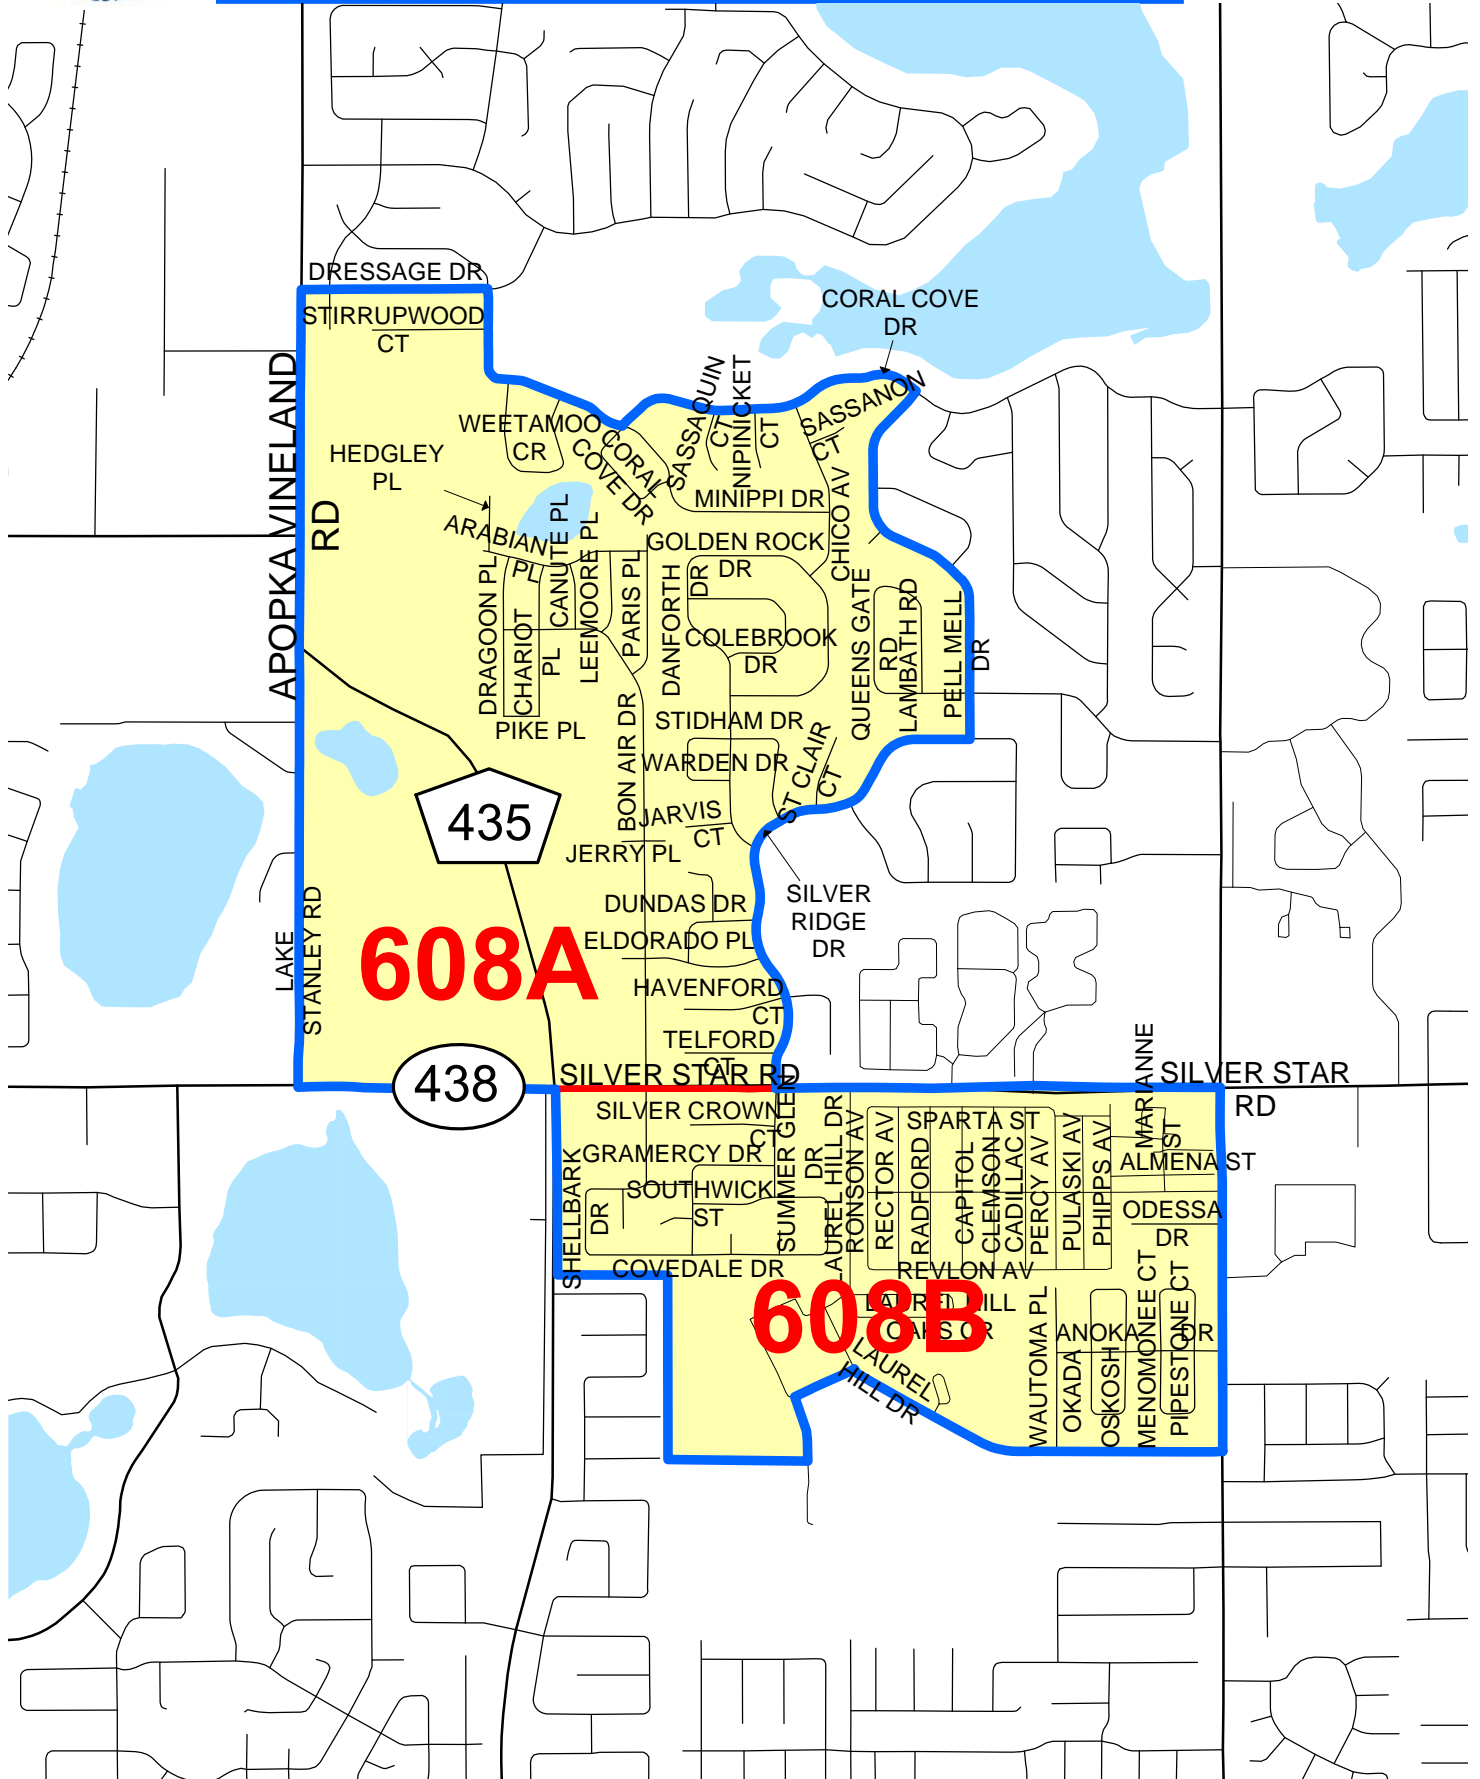 DRESSAGE DR
STIRRUPWOOD
CT
CORAL COVE
DR
APOPKA VINELAND
RD
HEDGLEY
PL
WEETAMOO
CR
CORAL
COVE DR
SASSAQUIN
CT
NIPINICKET
CT
SASSANON
CT
MINIPPI DR
CHICO AV
ARABIAN
PL
CANUTE PL
LEEMOORE PL
GOLDEN ROCK
DR
DRAGOON PL
CHARIOT
PL
PARIS PL
DANFORTH
DR
COLEBROOK
DR
QUEENS GATE
RD
LAMBATH RD
PELL MELL
DR
PIKE PL
BON AIR DR
STIDHAM DR
WARDEN DR
ST CLAIR
CT
435
JARVIS
CT
JERRY PL
SILVER
RIDGE
DR
DUNDAS DR
ELDORADO PL
LAKE
STANLEY RD
608A
HAVENFORD
CT
TELFORD
CT
438
SILVER STAR RD
SILVER STAR
RD
MARIANNE
ST
SILVER CROWN
CT
GRAMERCY DR
SUMMER GLEN
DR
LAUREL HILL DR
RONSON AV
RECTOR AV
SPARTA ST
RADFORD
CAPITOL
CLEMSON
CADILLAC
PERCY AV
PULASKI AV
PHIPPS AV
ALMENA ST
SHELLBARK
DR
SOUTHWICK
ST
ODESSA
DR
COVEDALE DR
REVLON AV
608B
LAUREL HILL
OAKS CR
LAUREL
HILL DR
WAUTOMA PL
ANOKA DR
OKADA
OSKOSH
MENOMONEE CT
PIPESTONE CT